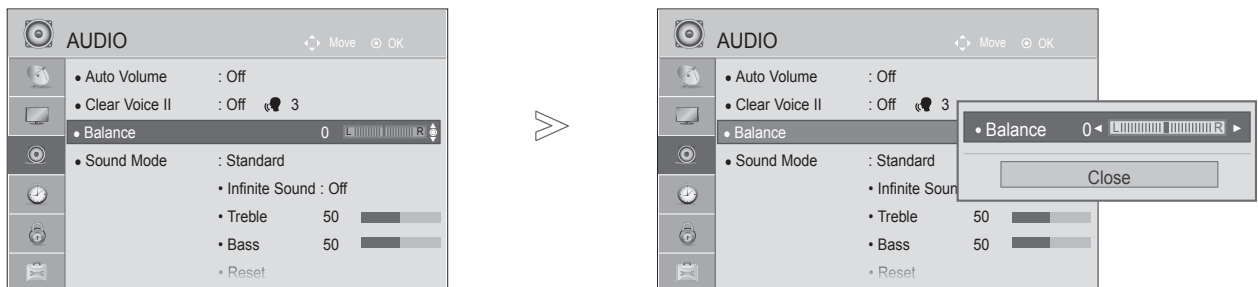 AUDIO
Move OK
• Auto Volume : Off
• Clear Voice II : Off 3
• Balance 0 L R
• Sound Mode : Standard
• Infinite Sound : Off
• Treble 50
• Bass 50
• Reset
>
AUDIO
Move OK
• Auto Volume : Off
• Clear Voice II : Off 3
• Balance
• Sound Mode : Standard
• Infinite Soun
• Treble 50
• Bass 50
• Reset
• Balance 0 ◄ L R ►
Close